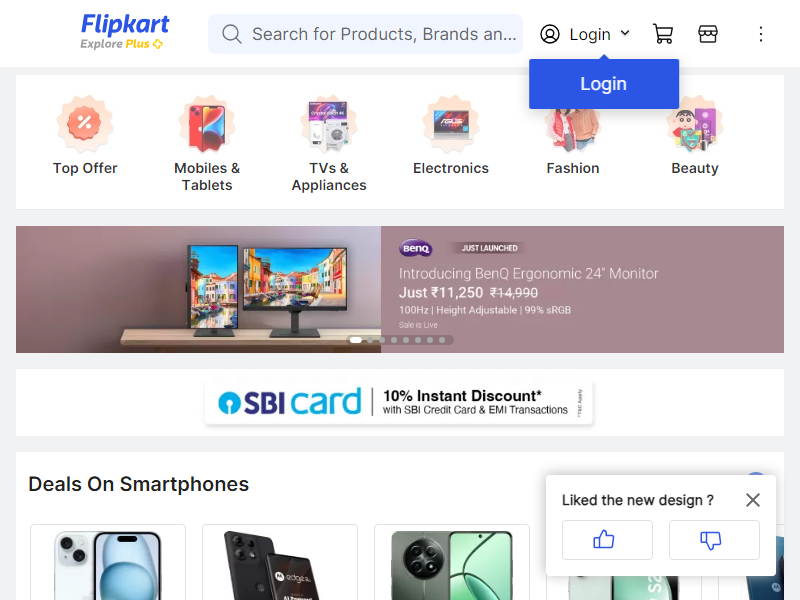 Flipkart
Explore Plus
Search for Products, Brands an...
Login
Login
Top Offer
Mobiles &
Tablets
TVs &
Appliances
Electronics
Fashion
Beauty
BenQ
JUST LAUNCHED
Introducing BenQ Ergonomic 24" Monitor
Just ₹11,250 ₹14,990
100Hz | Height Adjustable | 99% sRGB
Sale is Live
SBI card
10% Instant Discount*
with SBI Credit Card & EMI Transactions
*T&C Apply
Deals On Smartphones
Liked the new design ?